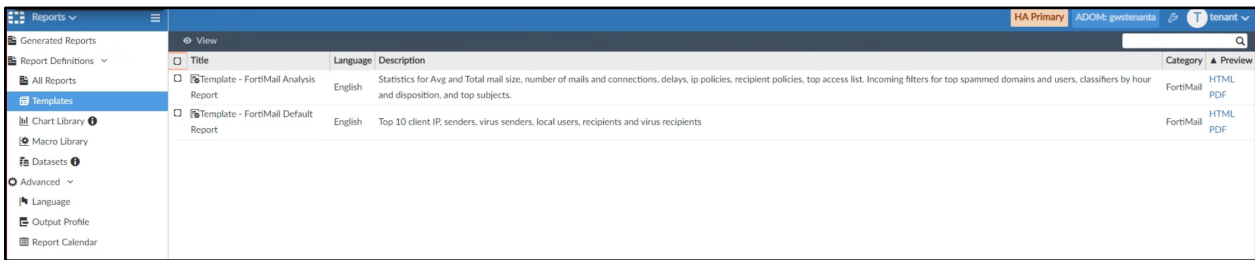 Reports
HA Primary ADOM: gwstenanta T tenant
Generated Reports
View
Report Definitions
Title Language Description Category ▲ Preview
All Reports
Template - FortiMail Analysis
Report
English
Statistics for Avg and Total mail size, number of mails and connections, delays, ip policies, recipient policies, top access list. Incoming filters for top spammed domains and users, classifiers by hour
and disposition, and top subjects.
FortiMail
HTML
PDF
Templates
Template - FortiMail Default
Report
English
Top 10 client IP, senders, virus senders, local users, recipients and virus recipients
FortiMail
HTML
PDF
Chart Library
Macro Library
Datasets
Advanced
Language
Output Profile
Report Calendar